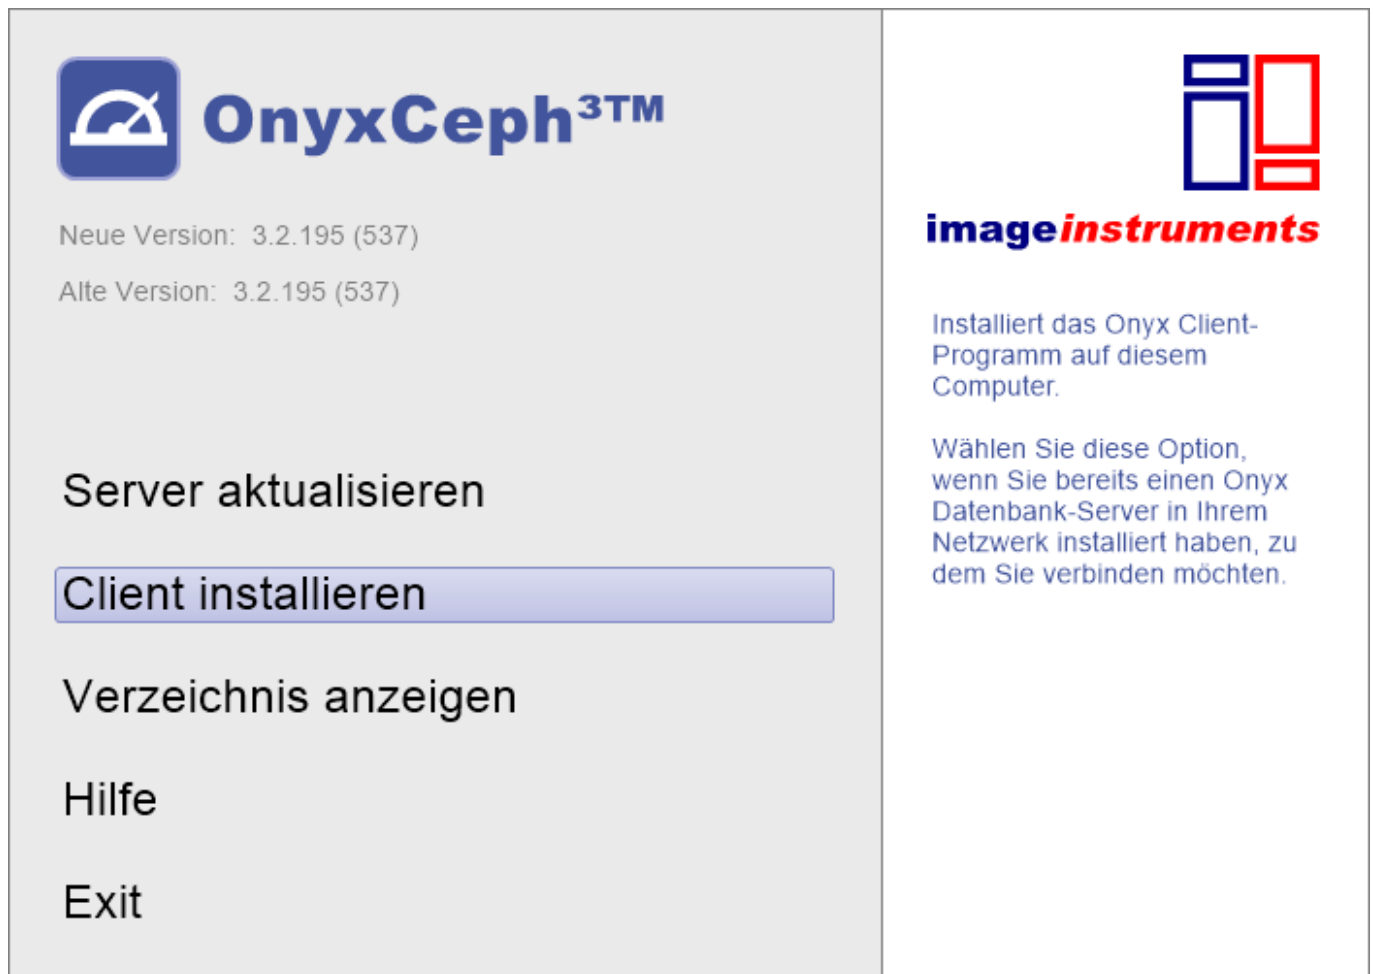 OnyxCeph³™
Neue Version: 3.2.195 (537)
Alte Version: 3.2.195 (537)
Server aktualisieren
Client installieren
Verzeichnis anzeigen
Hilfe
Exit
imageinstruments
Installiert das Onyx Client-
Programm auf diesem
Computer.
Wählen Sie diese Option,
wenn Sie bereits einen Onyx
Datenbank-Server in Ihrem
Netzwerk installiert haben, zu
dem Sie verbinden möchten.